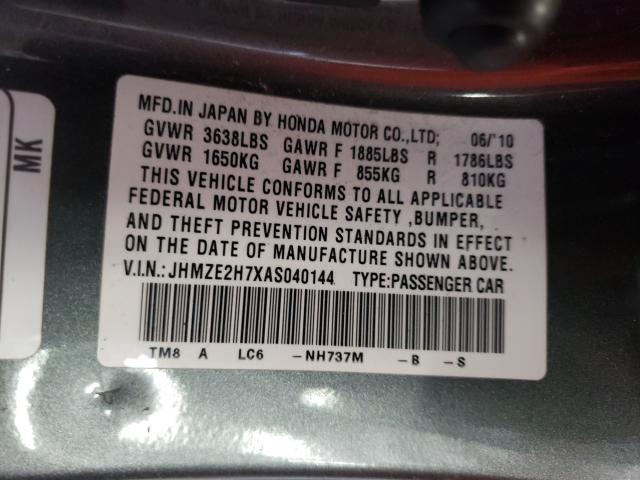 MFD.IN JAPAN BY HONDA MOTOR CO.,LTD; 06/'10
GVWR 3638LBS GAWR F 1885LBS R 1786LBS
GVWR 1650KG GAWR F 855KG R 810KG
THIS VEHICLE CONFORMS TO ALL APPLICABLE
FEDERAL MOTOR VEHICLE SAFETY ,BUMPER,
AND THEFT PREVENTION STANDARDS IN EFFECT
ON THE DATE OF MANUFACTURE SHOWN ABOVE.
V.I.N.:JHMZE2H7XAS040144 TYPE:PASSENGER CAR
TM8 A LC6 -NH737M -B -S
MK